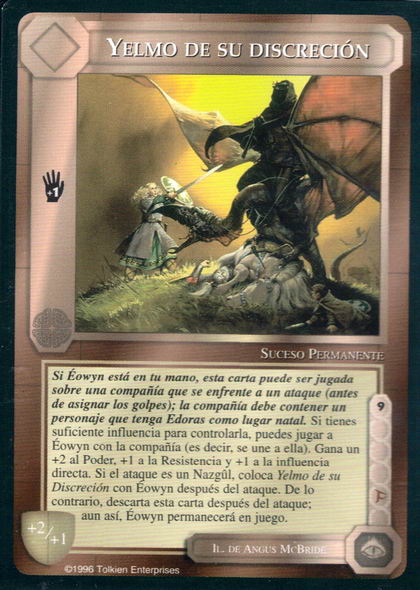 YELMO DE SU DISCRECIÓN
+1
SUCESO PERMANENTE
Si Éowyn está en tu mano, esta carta puede ser jugada
sobre una compañía que se enfrente a un ataque (antes
de asignar los golpes); la compañía debe contener un
personaje que tenga Edoras como lugar natal. Si tienes
suficiente influencia para controlarla, puedes jugar a
Éowyn con la compañía (es decir, se une a ella). Gana un
+2 al Poder, +1 a la Resistencia y +1 a la influencia
directa. Si el ataque es un Nazgûl, coloca Yelmo de su
Discreción con Éowyn después del ataque. De lo
contrario, descarta esta carta después del ataque;
aun así, Éowyn permanecerá en juego.
9
+2/+1
IL. DE ANGUS MCBRIDE
©1996 Tolkien Enterprises